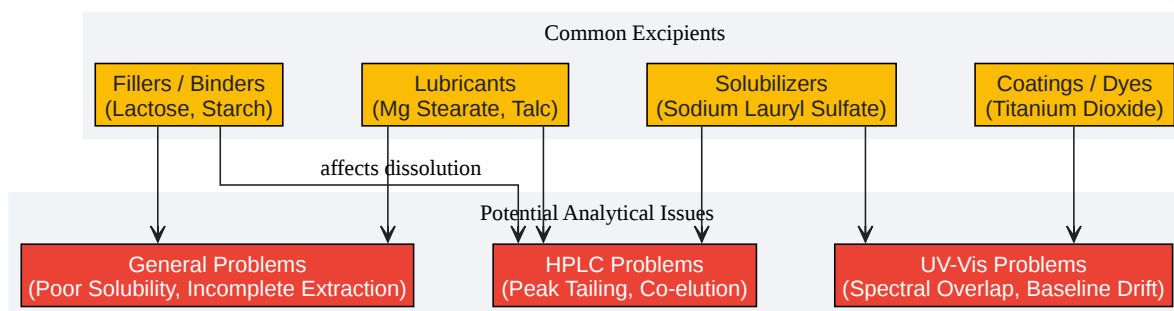 Common Excipients
Fillers / Binders
(Lactose, Starch)
Lubricants
(Mg Stearate, Talc)
Solubilizers
(Sodium Lauryl Sulfate)
Coatings / Dyes
(Titanium Dioxide)
affects dissolution
Potential Analytical Issues
General Problems
(Poor Solubility, Incomplete Extraction)
HPLC Problems
(Peak Tailing, Co-elution)
UV-Vis Problems
(Spectral Overlap, Baseline Drift)